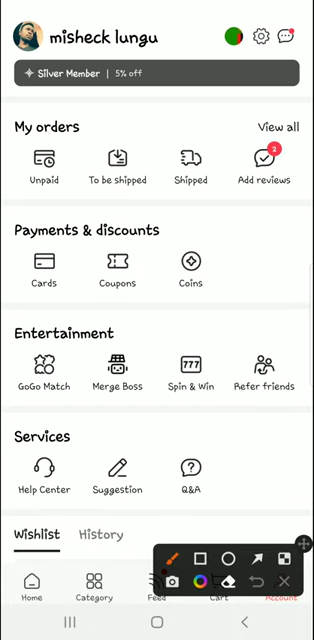 misheck lungu
Silver Member | 5% off
My orders View all
2
Unpaid To be shipped Shipped Add reviews
Payments & discounts
Cards Coupons Coins
Entertainment
777
GoGo Match Merge Boss Spin & Win Refer friends
Services
Help Center Suggestion Q&A
Wishlist History
Home Category Feed Cart Account